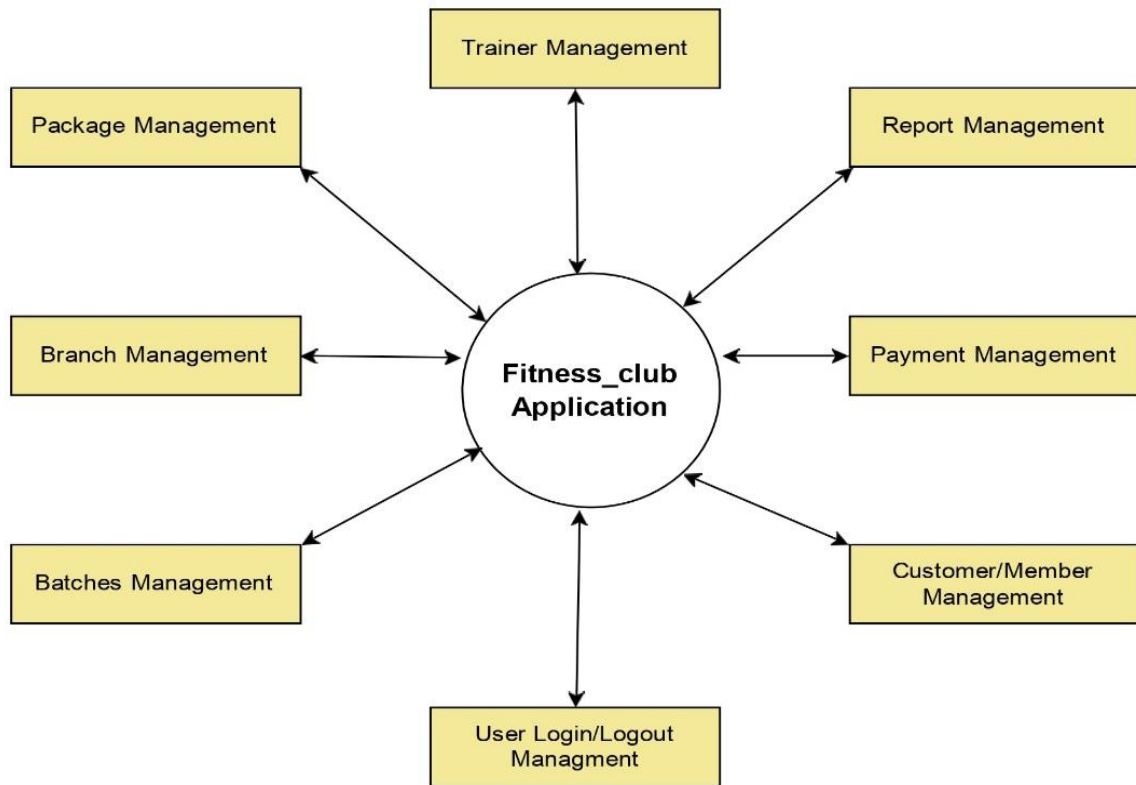 Trainer Management
Package Management
Report Management
Branch Management
Fitness_club
Application
Payment Management
Batches Management
Customer/Member
Management
User Login/Logout
Managment